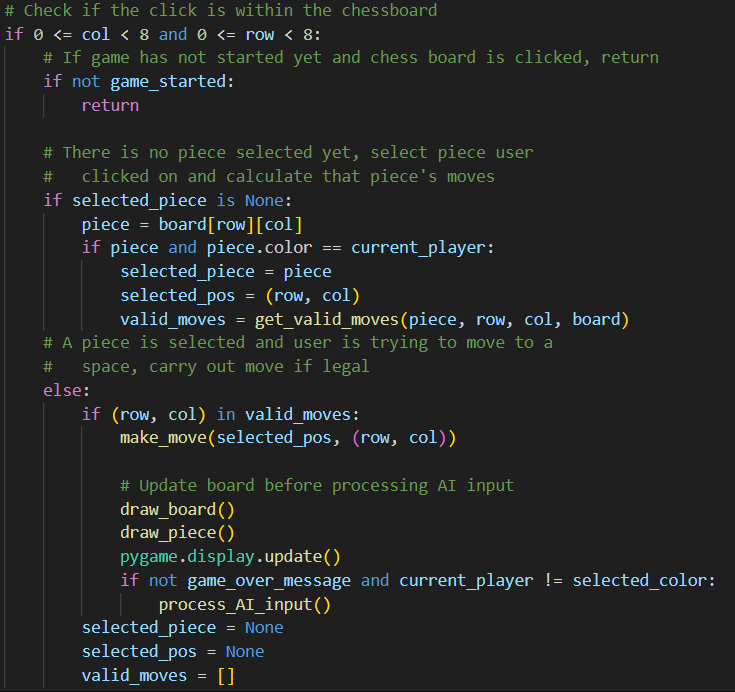 # Check if the click is within the chessboard
if 0 <= col < 8 and 0 <= row < 8:
    # If game has not started yet and chess board is clicked, return
    if not game_started:
        return

    # There is no piece selected yet, select piece user
    #   clicked on and calculate that piece's moves
    if selected_piece is None:
        piece = board[row][col]
        if piece and piece.color == current_player:
            selected_piece = piece
            selected_pos = (row, col)
            valid_moves = get_valid_moves(piece, row, col, board)
    # A piece is selected and user is trying to move to a
    #   space, carry out move if legal
    else:
        if (row, col) in valid_moves:
            make_move(selected_pos, (row, col))

            # Update board before processing AI input
            draw_board()
            draw_piece()
            pygame.display.update()
            if not game_over_message and current_player != selected_color:
                process_AI_input()
        selected_piece = None
        selected_pos = None
        valid_moves = []